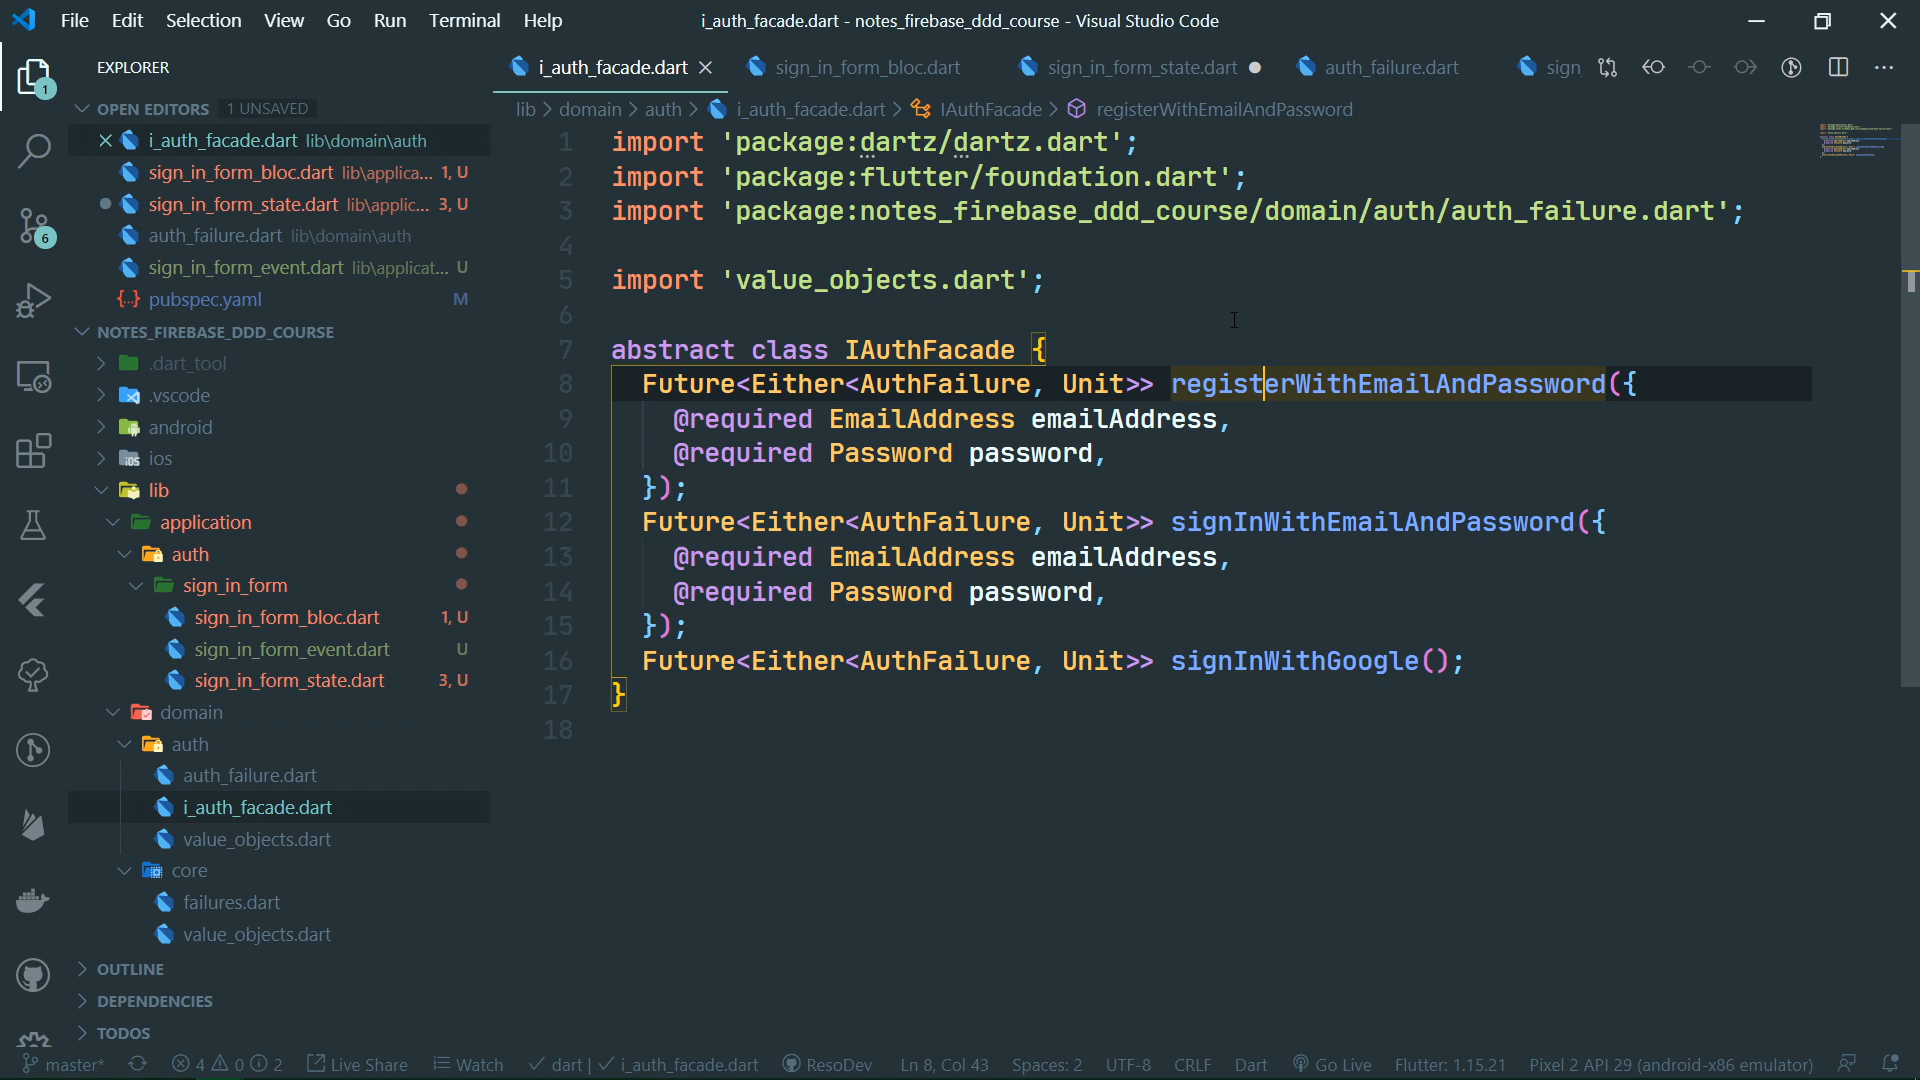 File Edit Selection View Go Run Terminal Help
i_auth_facade.dart - notes_firebase_ddd_course - Visual Studio Code
EXPLORER
1
6
OPEN EDITORS 1 UNSAVED
i_auth_facade.dart lib\domain\auth
sign_in_form_bloc.dart lib\applica... 1, U
sign_in_form_state.dart lib\applic... 3, U
auth_failure.dart lib\domain\auth
sign_in_form_event.dart lib\applicat... U
{...} pubspec.yaml M
NOTES_FIREBASE_DDD_COURSE
.dart_tool
.vscode
android
ios
lib
application
auth
sign_in_form
sign_in_form_bloc.dart 1, U
sign_in_form_event.dart U
sign_in_form_state.dart 3, U
domain
auth
auth_failure.dart
i_auth_facade.dart
value_objects.dart
core
failures.dart
value_objects.dart
OUTLINE
DEPENDENCIES
TODOS
i_auth_facade.dart sign_in_form_bloc.dart sign_in_form_state.dart auth_failure.dart sign
lib > domain > auth > i_auth_facade.dart > IAuthFacade > registerWithEmailAndPassword
1 import 'package:dartz/dartz.dart';
2 import 'package:flutter/foundation.dart';
3 import 'package:notes_firebase_ddd_course/domain/auth/auth_failure.dart';
4
5 import 'value_objects.dart';
6
7 abstract class IAuthFacade {
8 Future<Either<AuthFailure, Unit>> registerWithEmailAndPassword({
9 @required EmailAddress emailAddress,
10 @required Password password,
11 });
12 Future<Either<AuthFailure, Unit>> signInWithEmailAndPassword({
13 @required EmailAddress emailAddress,
14 @required Password password,
15 });
16 Future<Either<AuthFailure, Unit>> signInWithGoogle();
17 }
18
master* 4 0 2 Live Share Watch dart | i_auth_facade.dart ResoDev Ln 8, Col 43 Spaces: 2 UTF-8 CRLF Dart Go Live Flutter: 1.15.21 Pixel 2 API 29 (android-x86 emulator)